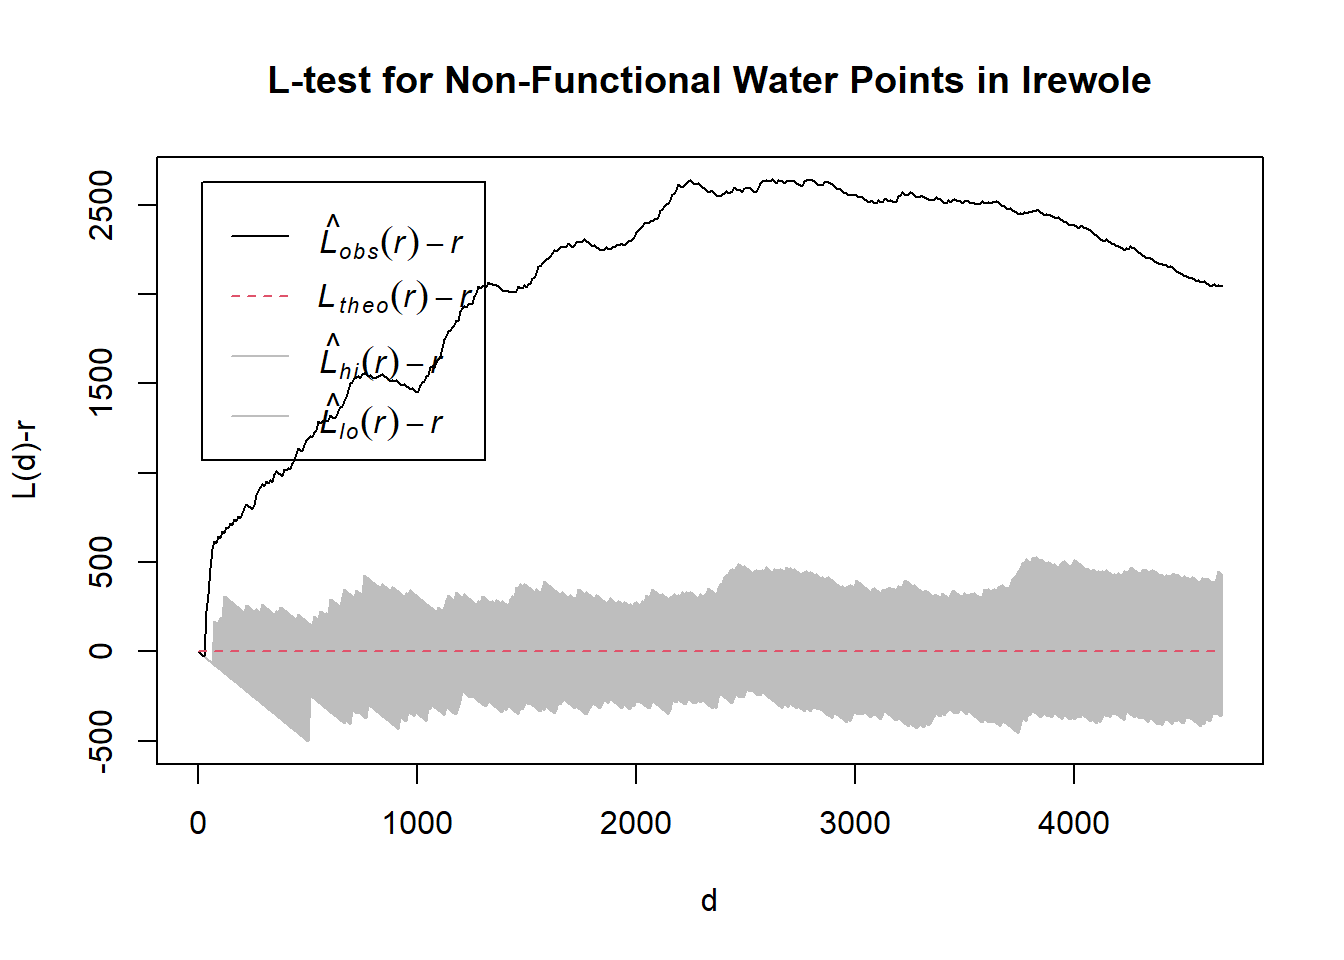 L-test for Non-Functional Water Points in Irewole
L̂obs(r) – r
Ltheo(r) – r
L̂hi(r) – r
L̂lo(r) – r
L(d)-r
2500
1500
500
0
-500
0 1000 2000 3000 4000
d